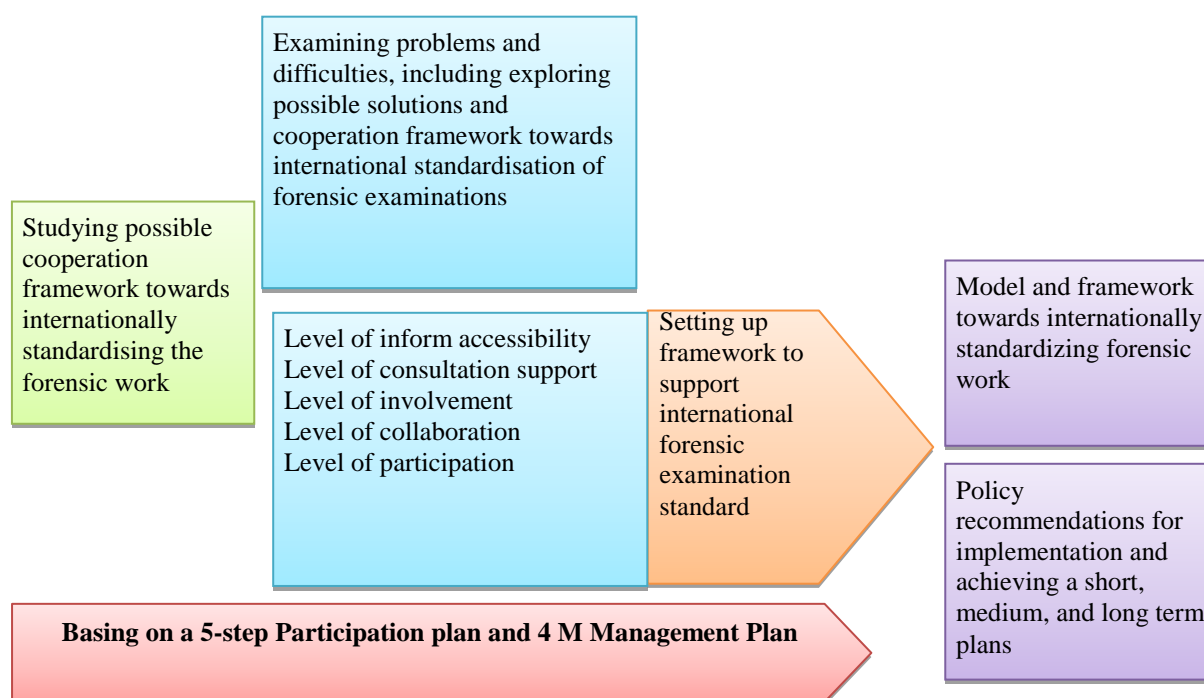 Examining problems and
difficulties, including exploring
possible solutions and
cooperation framework towards
international standardisation of
forensic examinations
Studying possible
cooperation
framework towards
internationally
standardising the
forensic work
Level of inform accessibility
Level of consultation support
Level of involvement
Level of collaboration
Level of participation
Setting up
framework to
support
international
forensic
examination
standard
Model and framework
towards internationally
standardizing forensic
work
Policy
recommendations for
implementation and
achieving a short,
medium, and long term
plans
Basing on a 5-step Participation plan and 4 M Management Plan